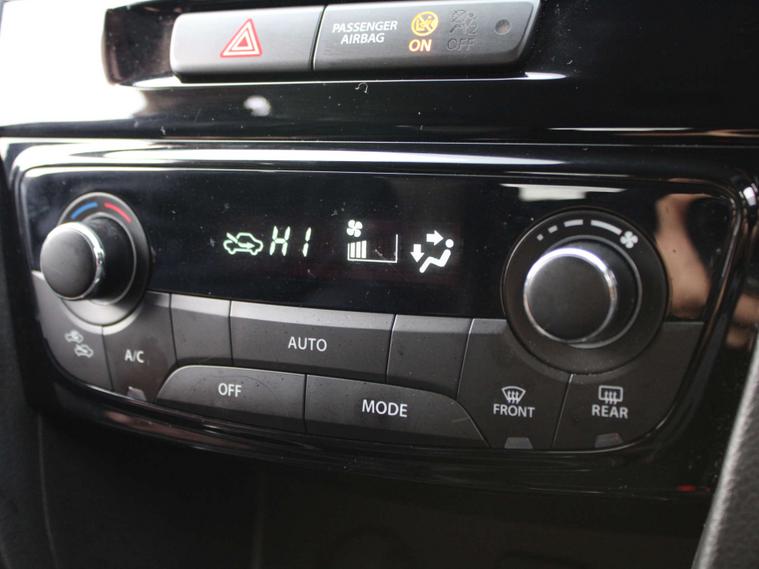 PASSENGER
AIRBAG
ON OFF
HI
AUTO
A/C
OFF
MODE
FRONT
REAR